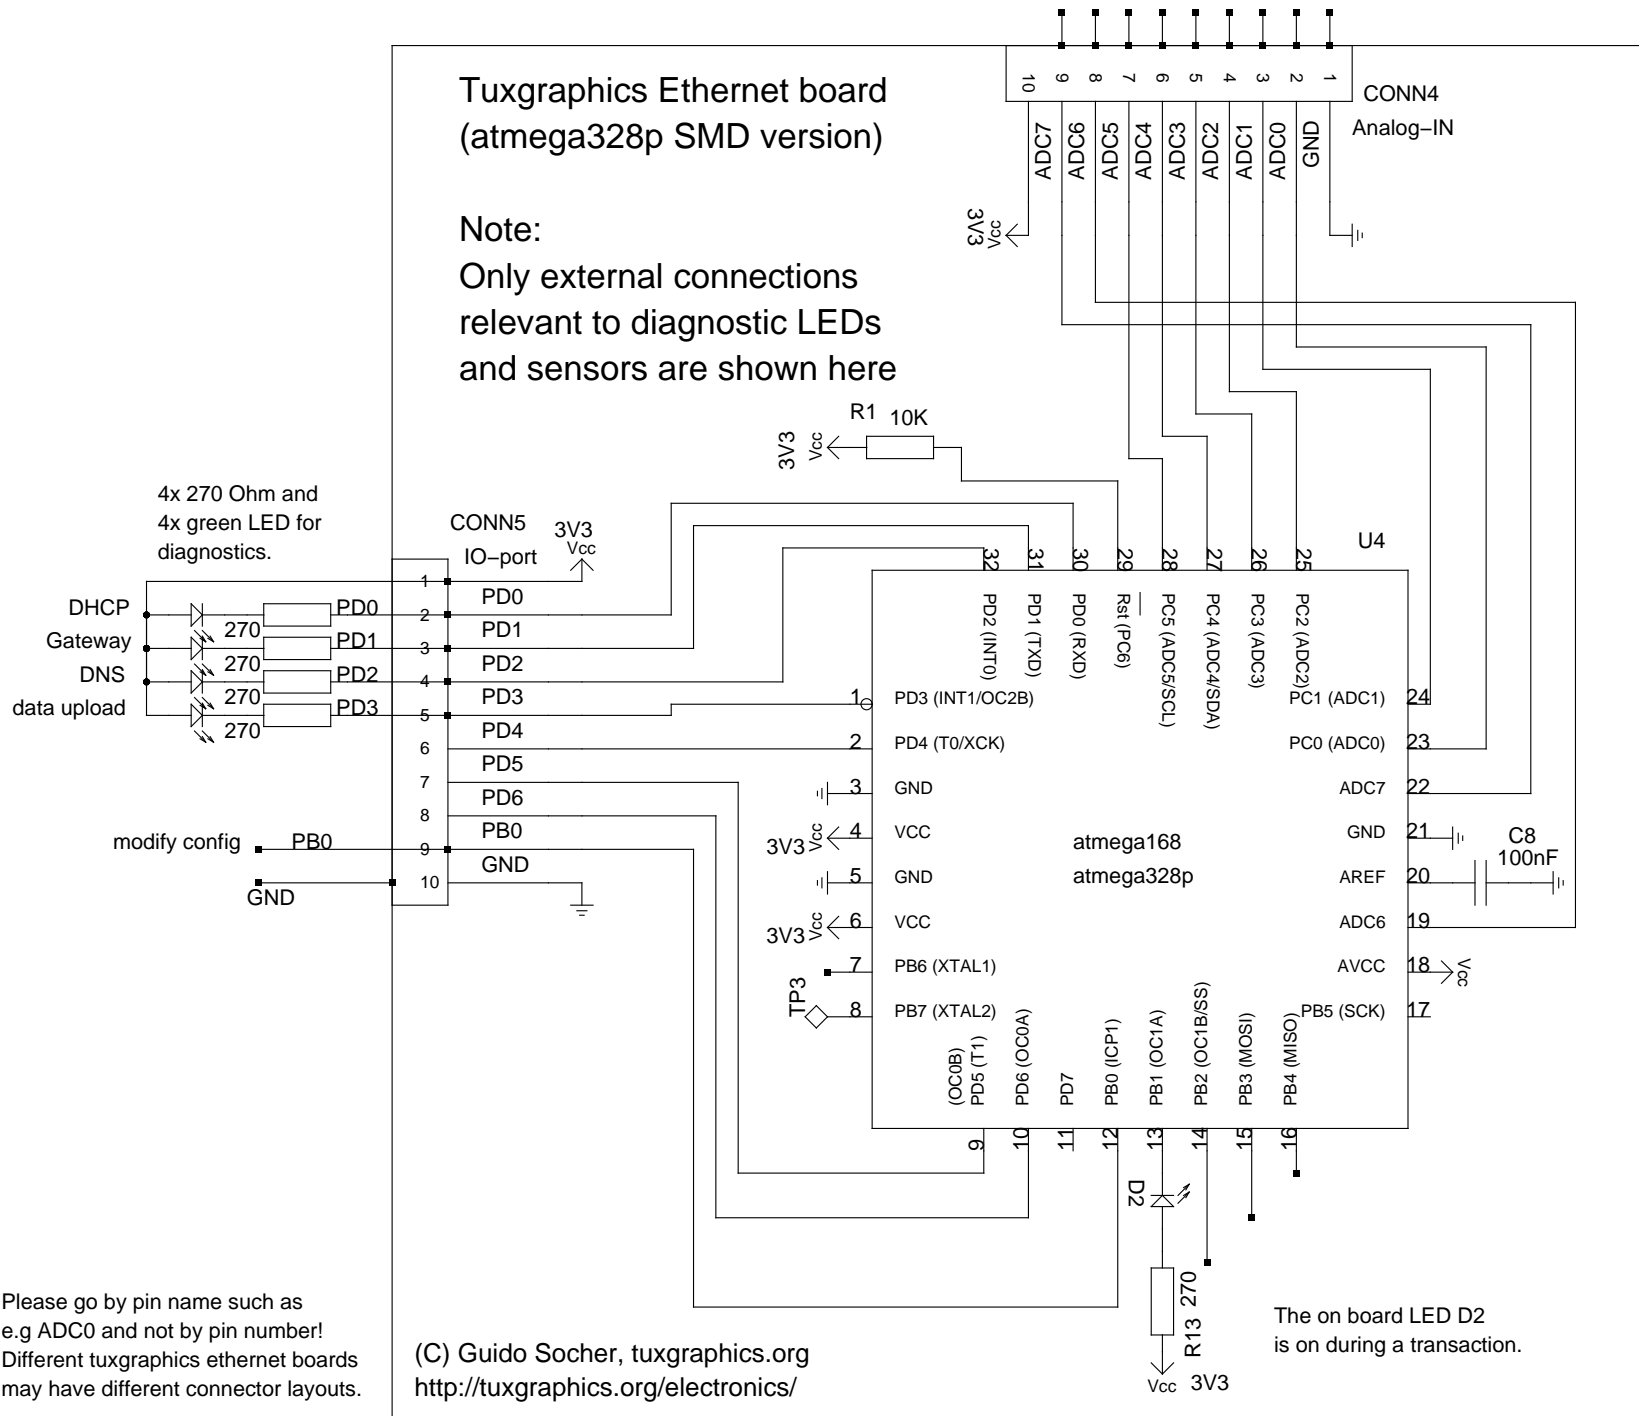 10 9 8 7 6 5 4 3 2 1
CONN4
Analog–IN
ADC7 ADC6 ADC5 ADC4 ADC3 ADC2 ADC1 ADC0 GND
3V3 Vcc
Tuxgraphics Ethernet board
(atmega328p SMD version)
Note:
Only external connections
relevant to diagnostic LEDs
and sensors are shown here
R1 10K
3V3 Vcc
4x 270 Ohm and
4x green LED for
diagnostics.
CONN5
IO–port
3V3
Vcc
1
DHCP 270 PD0 2 PD0
Gateway 270 PD1 3 PD1
DNS 270 PD2 4 PD2
data upload 270 PD3 5 PD3
6 PD4
7 PD5
8 PD6
modify config PB0 9 PB0
GND 10 GND
U4
32 31 30 29 28 27 26 25
PD2 (INT0)
PD1 (TXD)
PD0 (RXD)
Rst (PC6)
PC5 (ADC5/SCL)
PC4 (ADC4/SDA)
PC3 (ADC3)
PC2 (ADC2)
1 PD3 (INT1/OC2B)
2 PD4 (T0/XCK)
3 GND
3V3 Vcc 4 VCC
5 GND
3V3 Vcc 6 VCC
7 PB6 (XTAL1)
TP3 8 PB7 (XTAL2)
atmega168
atmega328p
PC1 (ADC1) 24
PC0 (ADC0) 23
ADC7 22
GND 21
AREF 20
C8
100nF
ADC6 19
AVCC 18 Vcc
PB5 (SCK) 17
(OC0B)
PD5 (T1)
PD6 (OC0A)
PD7
PB0 (ICP1)
PB1 (OC1A)
PB2 (OC1B/SS)
PB3 (MOSI)
PB4 (MISO)
9 10 11 12 13 14 15 16
D2
R13 270
Vcc 3V3
The on board LED D2
is on during a transaction.
Please go by pin name such as
e.g ADC0 and not by pin number!
Different tuxgraphics ethernet boards
may have different connector layouts.
(C) Guido Socher, tuxgraphics.org
http://tuxgraphics.org/electronics/